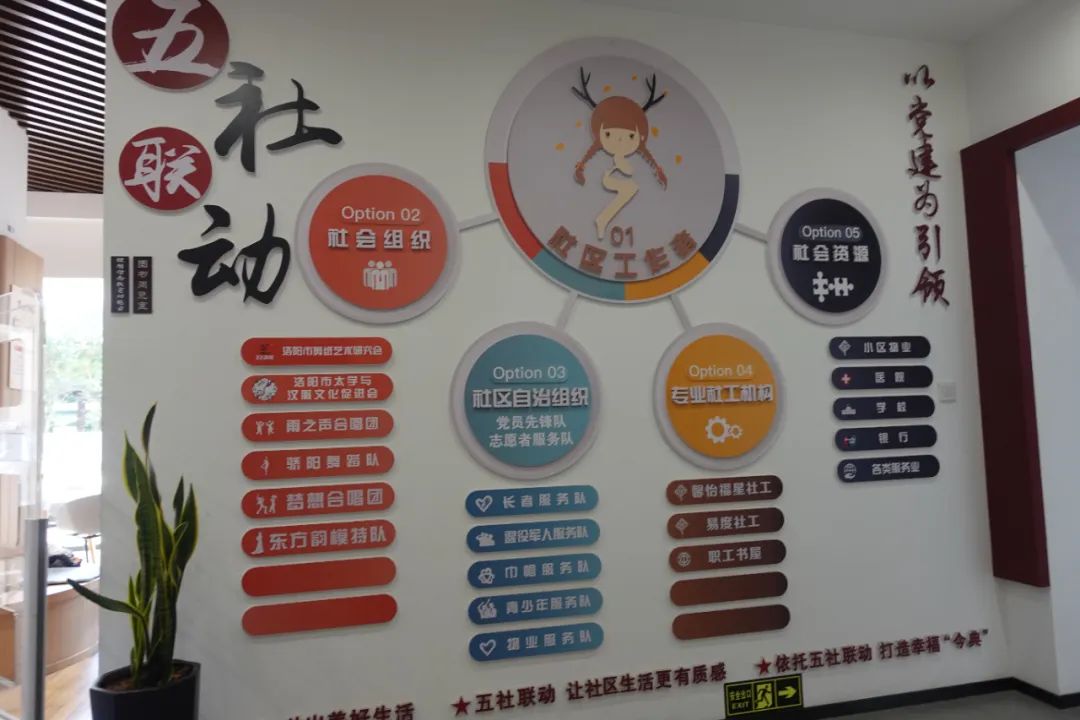 五社
联动
以党建为引领
01
社区工作者
Option 02
社会组织
洛阳市剪纸艺术研究会
洛阳市太学与
汉服文化促进会
雨之声合唱团
骄阳舞蹈队
梦想合唱团
东方韵模特队
Option 03
社区自治组织
党员先锋队
志愿者服务队
长者服务队
退役军人服务队
巾帼服务队
青少年服务队
物业服务队
Option 04
专业社工机构
馨怡福星社工
易度社工
职工书屋
Option 05
社会资源
小区物业
医院
学校
银行
各类服务业
美好生活
★五社联动 让社区生活更有质感
★依托五社联动 打造幸福“今典”
安全出口
EXIT